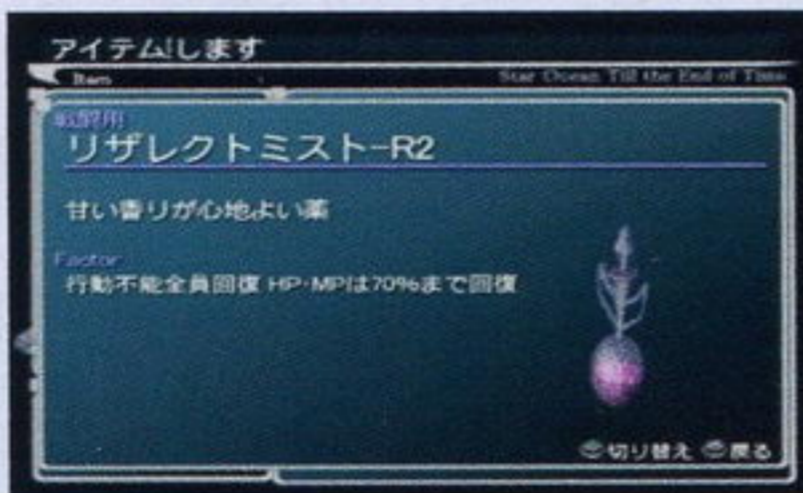 アイテム!します
Item
Star Ocean Till the End of Time
戦闘用
リザレクトミスト-R2
甘い香りが心地よい薬
Factor
行動不能全員回復 HP・MPは70%まで回復
切り替え 戻る